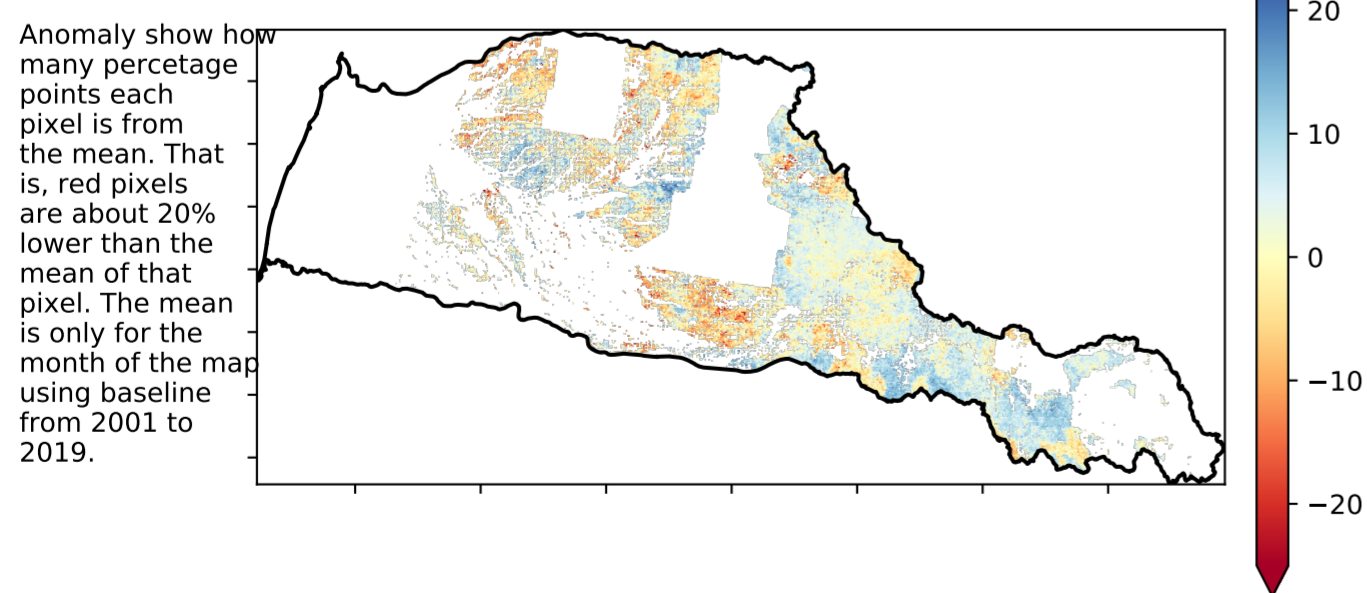 Anomaly show how
many percetage
points each
pixel is from
the mean. That
is, red pixels
are about 20%
lower than the
mean of that
pixel. The mean
is only for the
month of the map
using baseline
from 2001 to
2019.
20
10
0
−10
−20